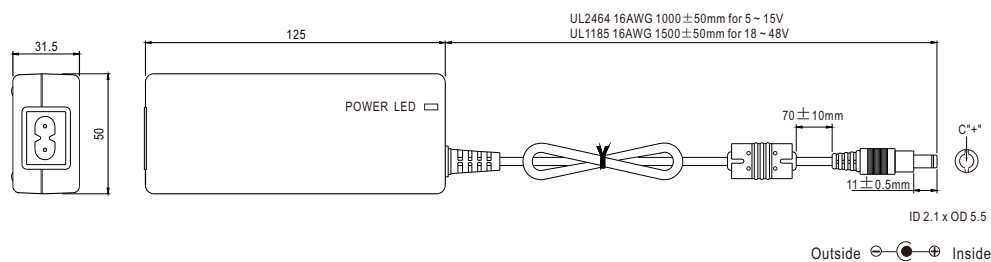 UL2464 16AWG 1000±50mm for 5 ~ 15V
UL1185 16AWG 1500±50mm for 18 ~ 48V
31.5
125
50
POWER LED
70±10mm
C"+"
11±0.5mm
ID 2.1 x OD 5.5
Outside
Inside